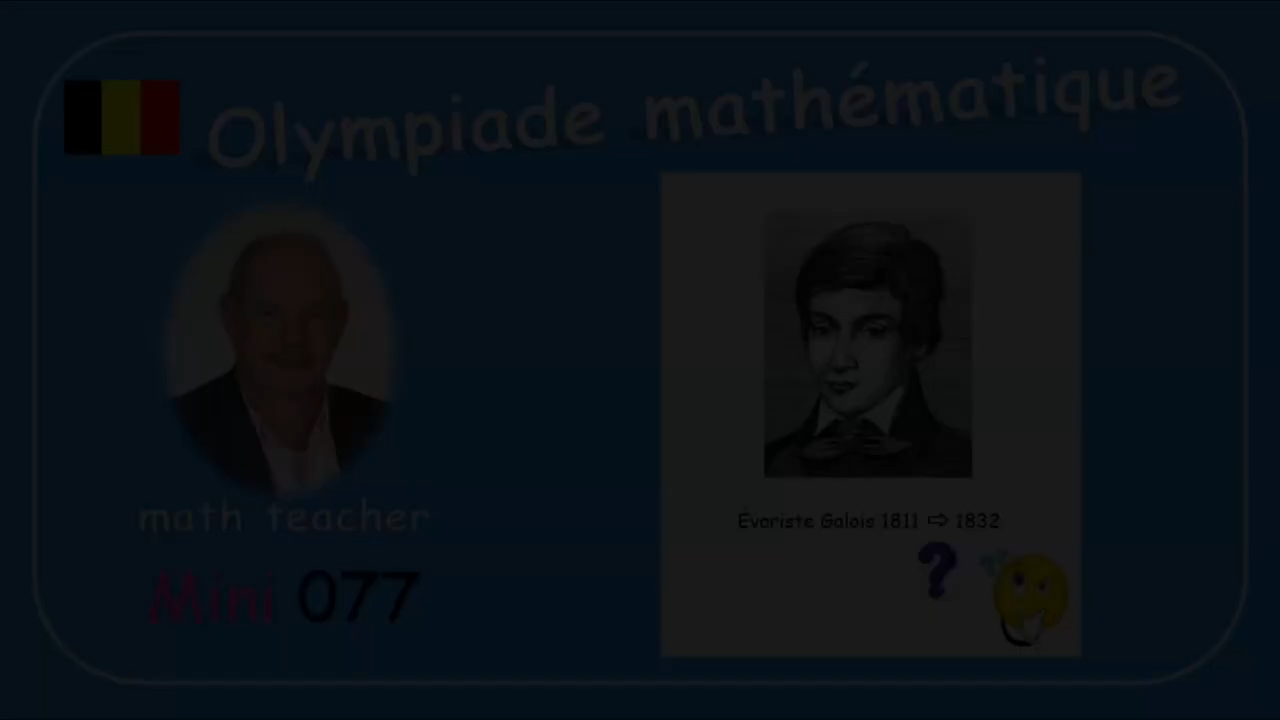 Olympiade mathématique
math teacher
Mini 077
Évariste Galois 1811 ⇨ 1832
?